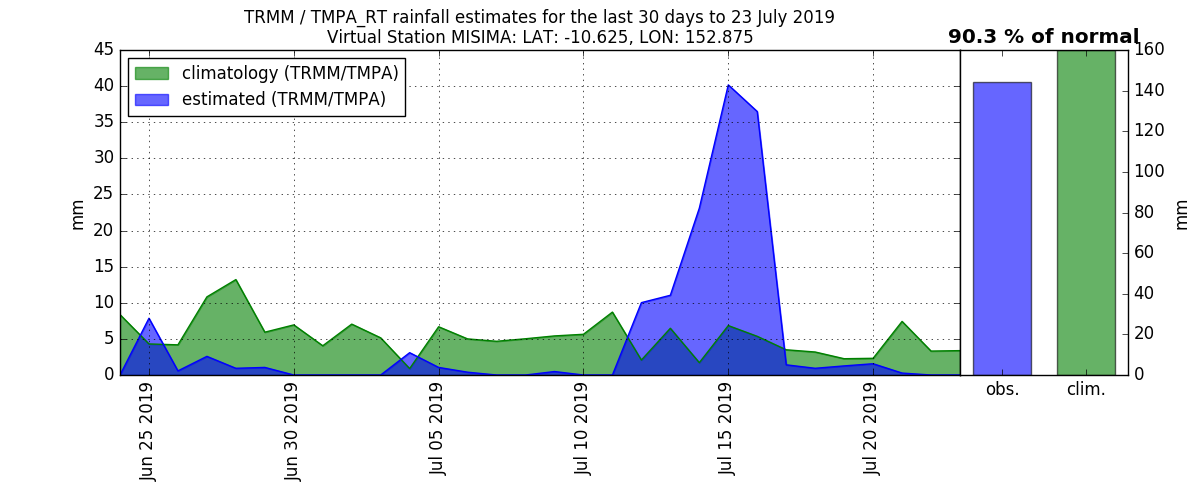 TRMM / TMPA_RT rainfall estimates for the last 30 days to 23 July 2019
Virtual Station MISIMA: LAT: -10.625, LON: 152.875
90.3 % of normal
climatology (TRMM/TMPA)
estimated (TRMM/TMPA)
mm
45
40
35
30
25
20
15
10
5
0
Jun 25 2019
Jun 30 2019
Jul 05 2019
Jul 10 2019
Jul 15 2019
Jul 20 2019
obs.
clim.
160
140
120
100
80
60
40
20
0
mm